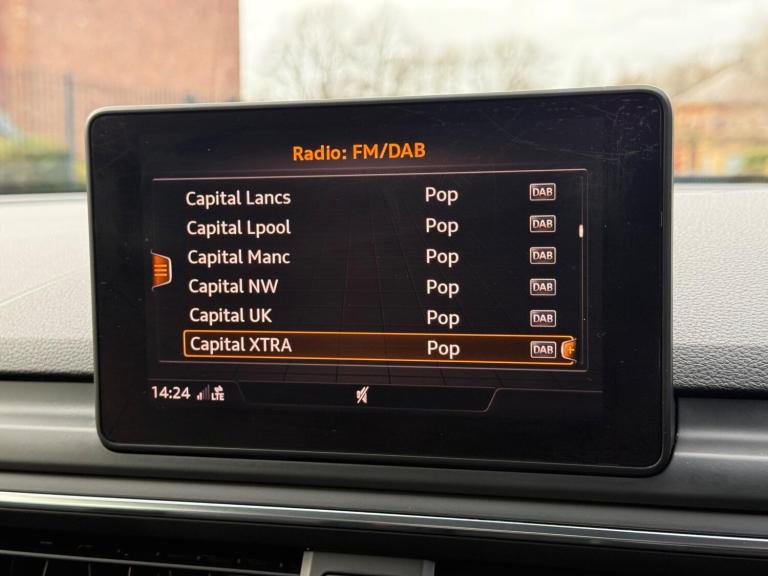 Radio: FM/DAB
Capital Lancs Pop DAB
Capital Lpool Pop DAB
Capital Manc Pop DAB
Capital NW Pop DAB
Capital UK Pop DAB
Capital XTRA Pop DAB
14:24 LTE